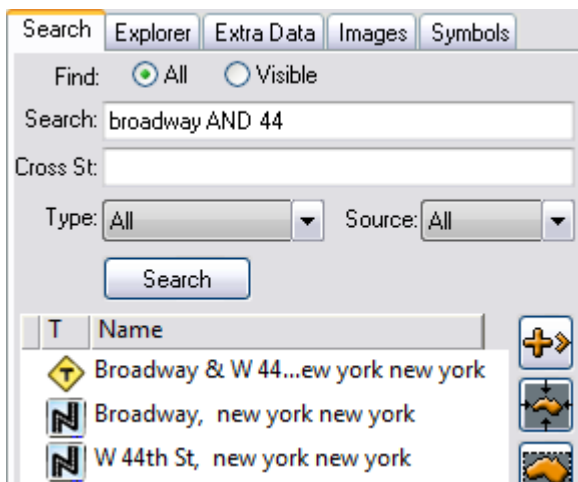 Search Explorer Extra Data Images Symbols
Find: All Visible
Search: broadway AND 44
Cross St:
Type: All Source: All
Search
T Name
Broadway & W 44...ew york new york
Broadway, new york new york
W 44th St, new york new york